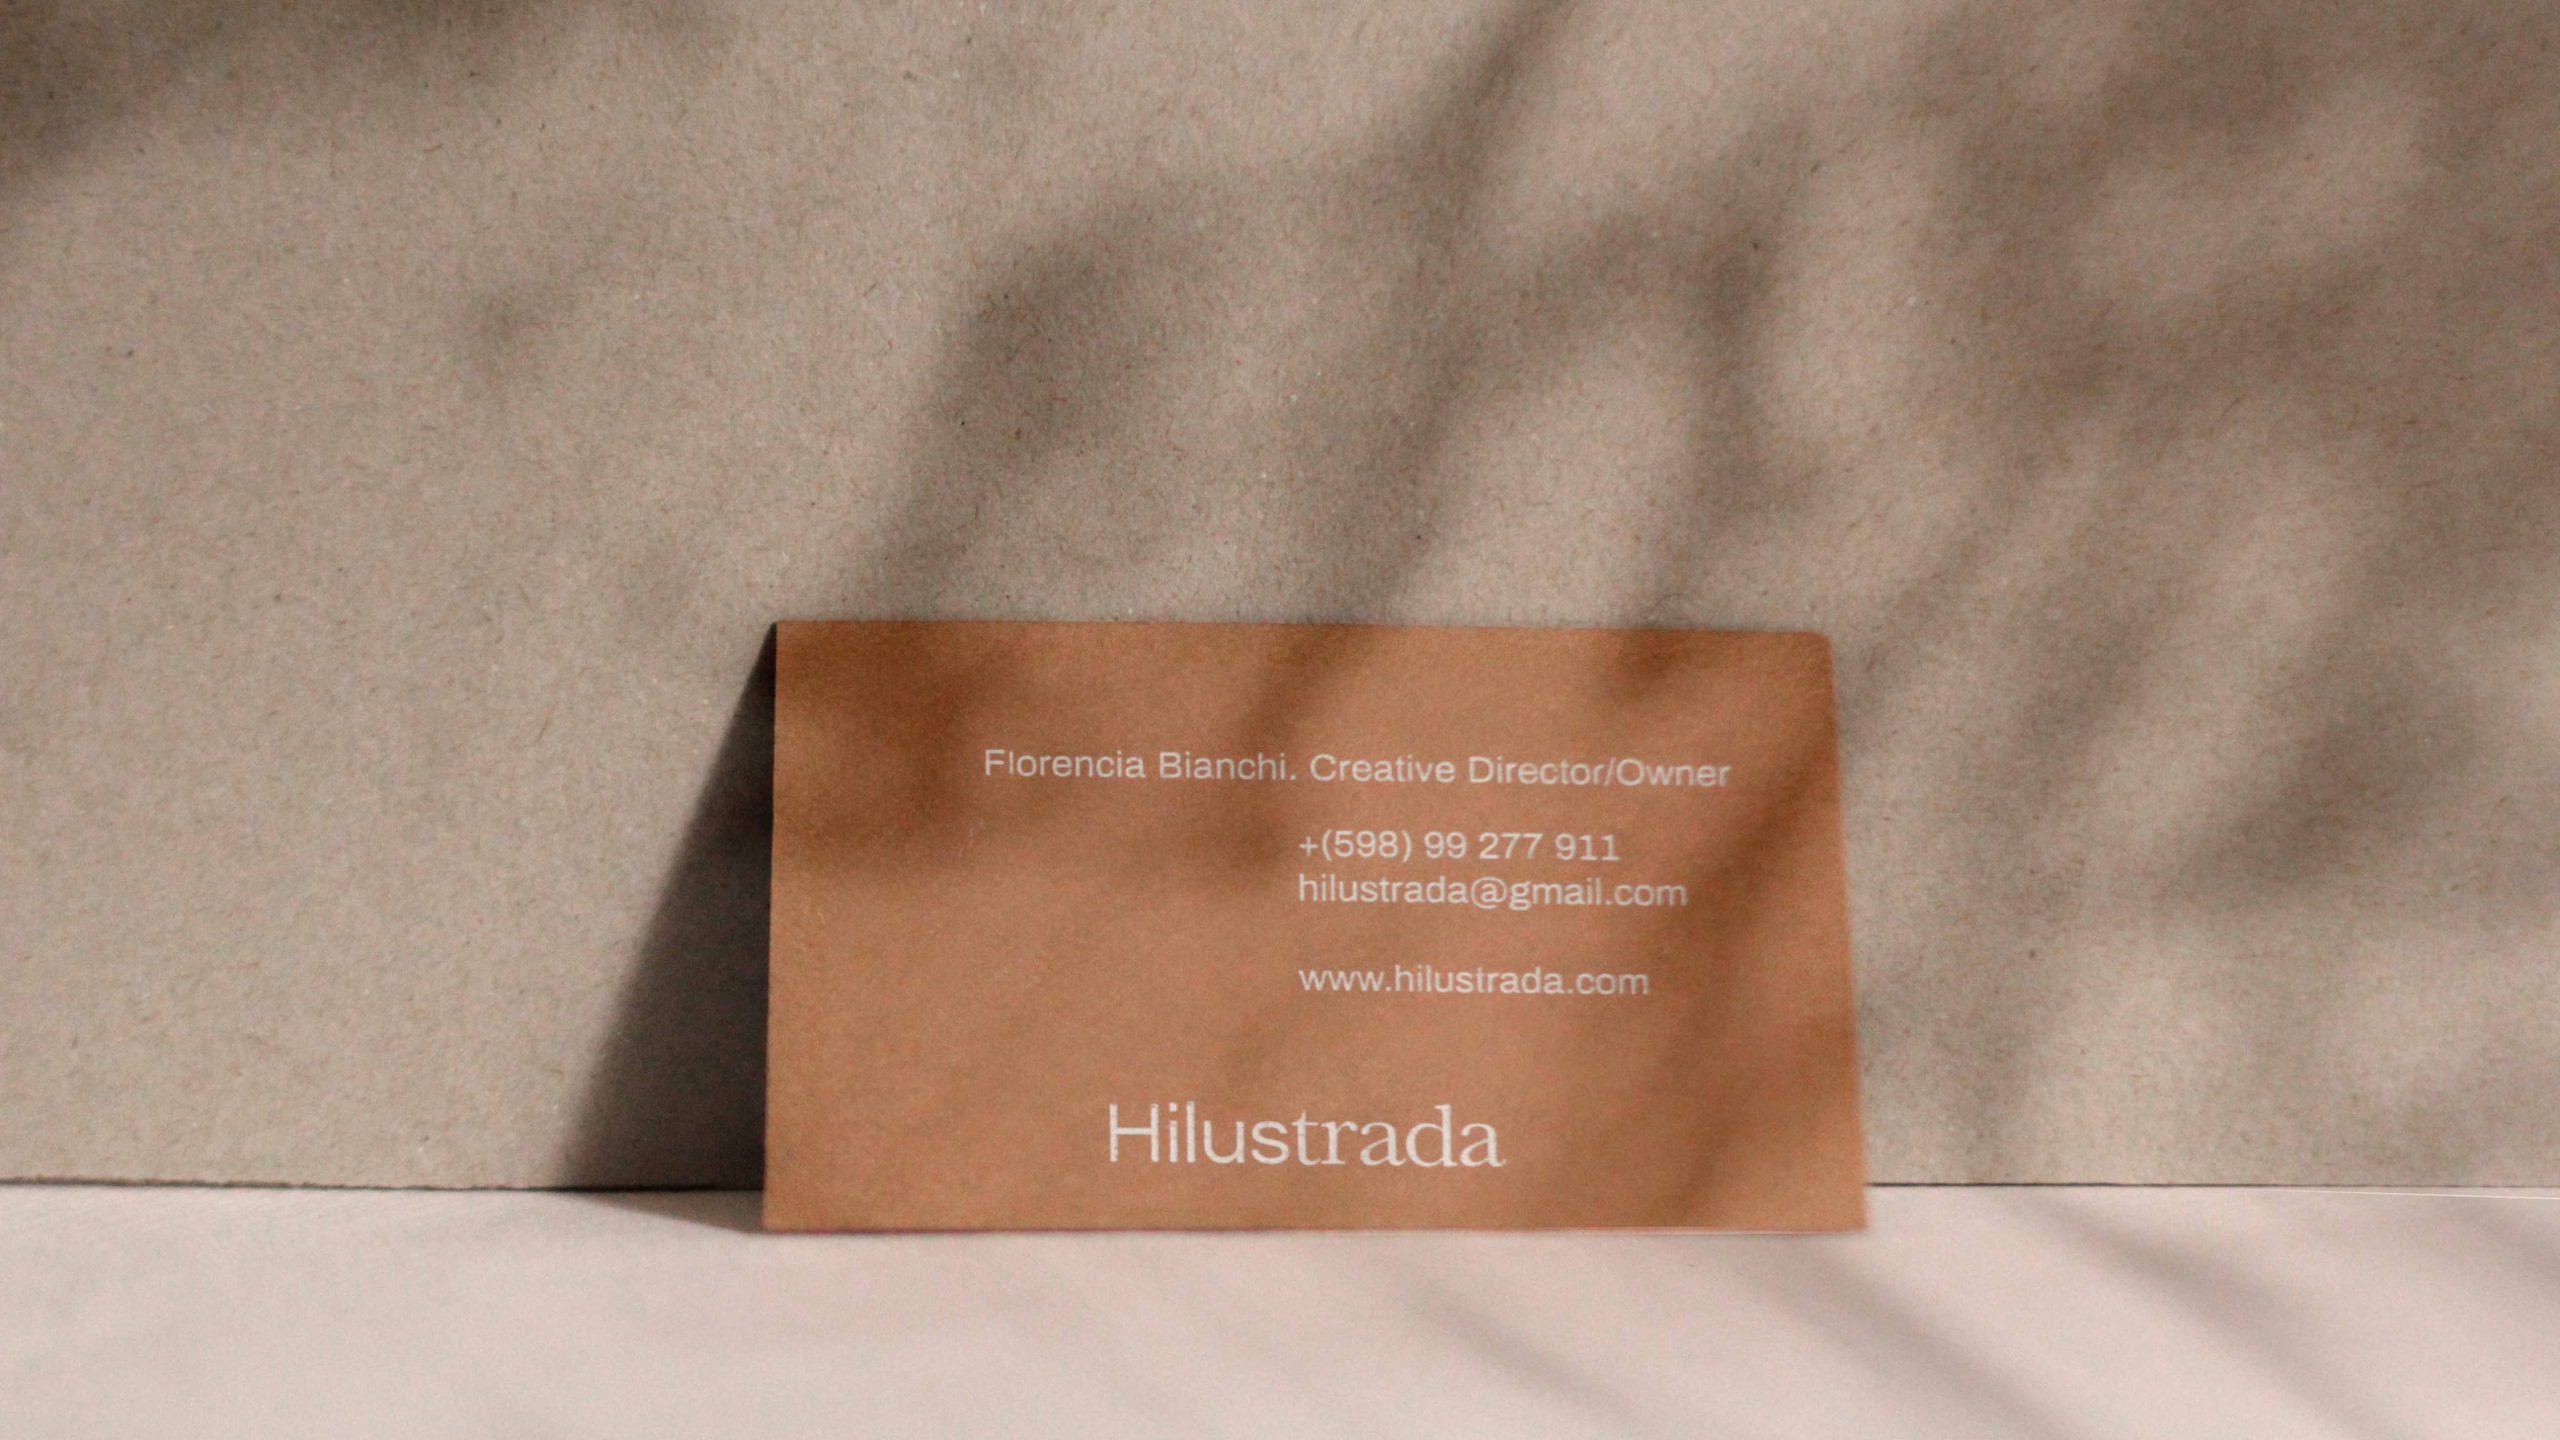 Florencia Bianchi. Creative Director/Owner
+(598) 99 277 911
hilustrada@gmail.com
www.hilustrada.com
Hilustrada